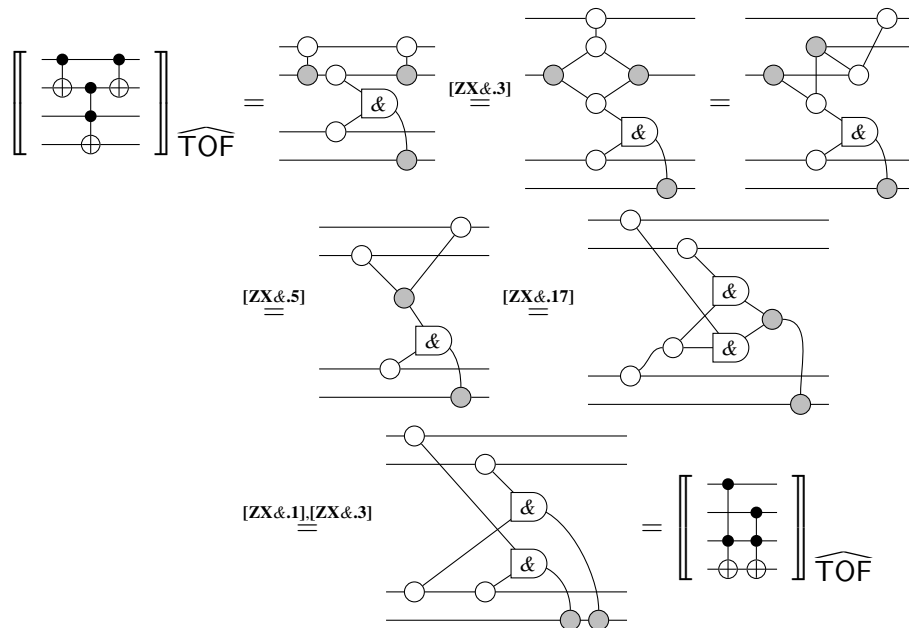 & [ZX&.3] & &
TOF = = =
[ZX&.5] & [ZX&.17] & &
= =
[ZX&.1],[ZX&.3] & &
= = TOF